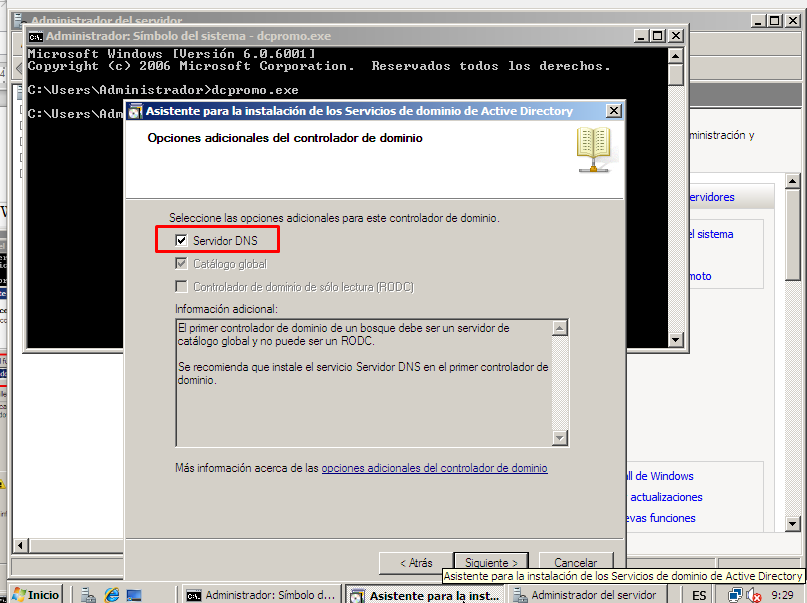 Administrador del servidor
Administrador: Símbolo del sistema - dcpromo.exe
Microsoft Windows [Versión 6.0.6001]
Copyright (c) 2006 Microsoft Corporation.  Reservados todos los derechos.
C:\Users\Administrador>dcpromo.exe
C:\Users\Adm
Asistente para la instalación de los Servicios de dominio de Active Directory
Opciones adicionales del controlador de dominio
ministración y
Seleccione las opciones adicionales para este controlador de dominio.
Servidor DNS
Catálogo global
Controlador de dominio de sólo lectura (RODC)
ervidores
el sistema
moto
Información adicional:
El primer controlador de dominio de un bosque debe ser un servidor de
catálogo global y no puede ser un RODC.
Se recomienda que instale el servicio Servidor DNS en el primer controlador de
dominio.
Más información acerca de las opciones adicionales del controlador de dominio
all de Windows
actualizaciones
evas funciones
< Atrás
Siguiente >
Cancelar
Asistente para la instalación de los Servicios de dominio de Active Directory
Inicio
Administrador: Símbolo d...
Asistente para la inst...
Administrador del servidor
ES
9:29